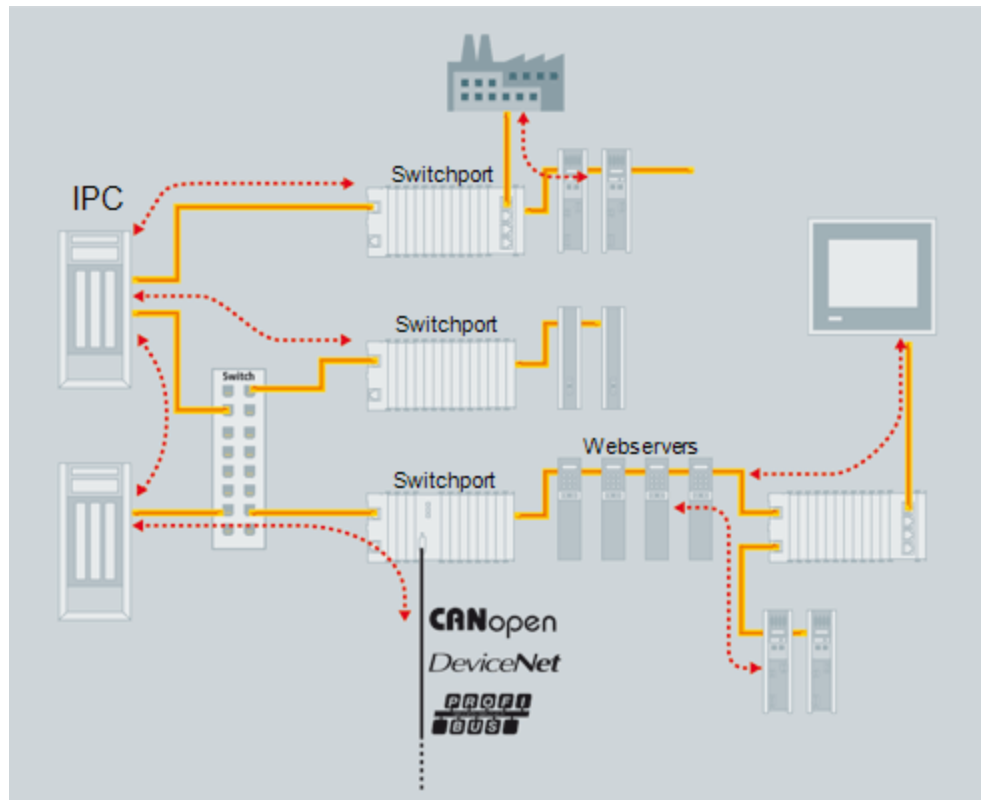 Switchport
IPC
Switchport
Switch
Webservers
Switchport
CANopen
DeviceNet
PROFI
BUS